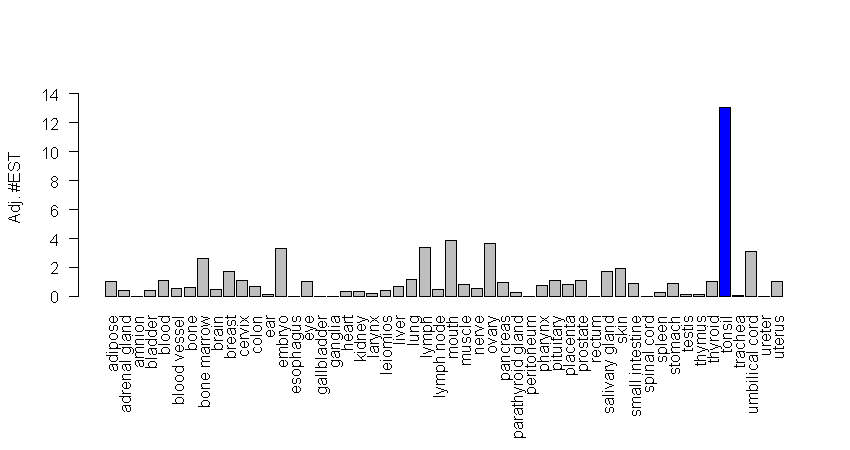 Adj. #EST
14
12
10
8
6
4
2
0
adipose
adrenal gland
amnion
bladder
blood
blood vessel
bone
bone marrow
brain
breast
cervix
colon
ear
embryo
esophagus
eye
gallbladder
ganglia
heart
kidney
larynx
leiomios
liver
lung
lymph
lymph node
mouth
muscle
nerve
ovary
pancreas
parathyroid gland
peritoneum
pharynx
pituitary
placenta
prostate
rectum
salivary gland
skin
small intestine
spinal cord
spleen
stomach
testis
thymus
thyroid
tonsil
trachea
umbilical cord
ureter
uterus